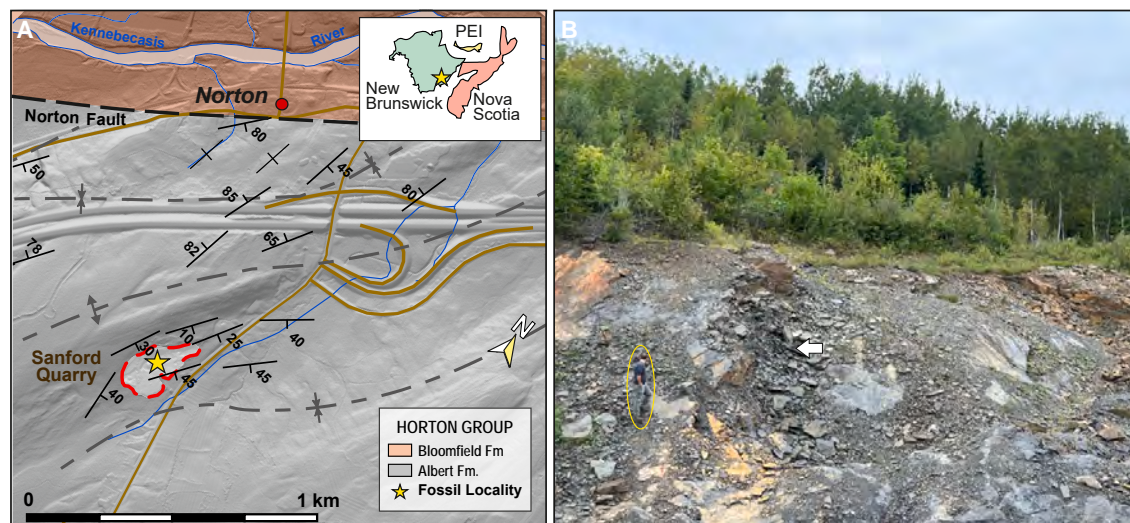 A
Kennebecasis
River
PEI
New
Brunswick
Nova
Scotia
Norton
Norton Fault
80
50
45
85
80
82
65
78
10
30
25
40
Sanford
Quarry
45
45
40
N
HORTON GROUP
Bloomfield Fm
Albert Fm.
Fossil Locality
0
1 km
B